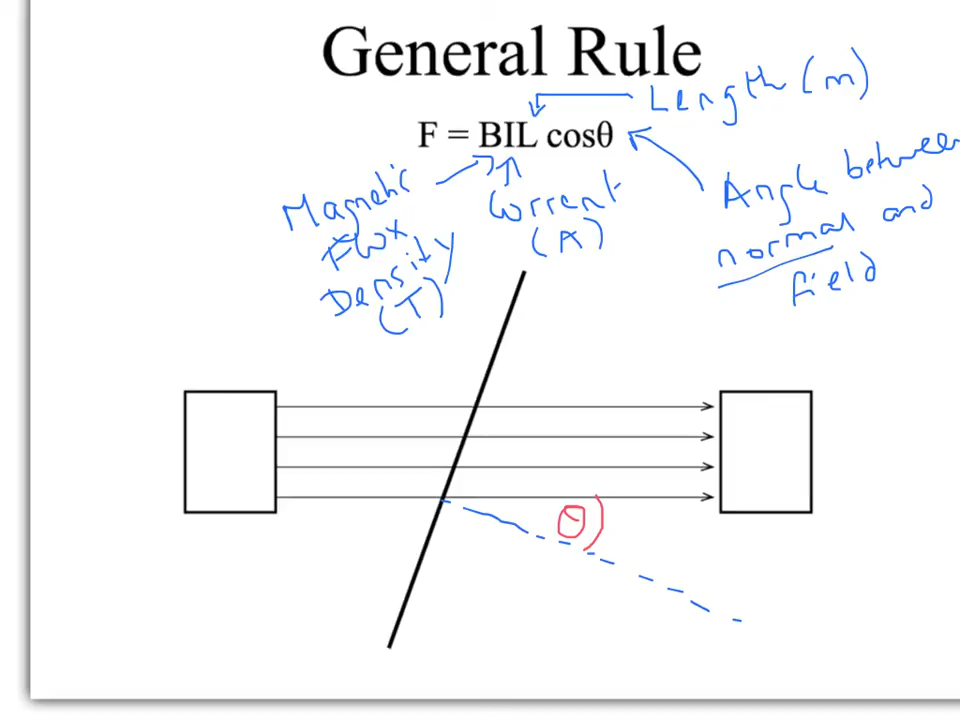 General Rule
Length (m)
F = BIL cosθ
Magnetic
Flux
Density
(T)
Current
(A)
Angle between
normal and
field
θ